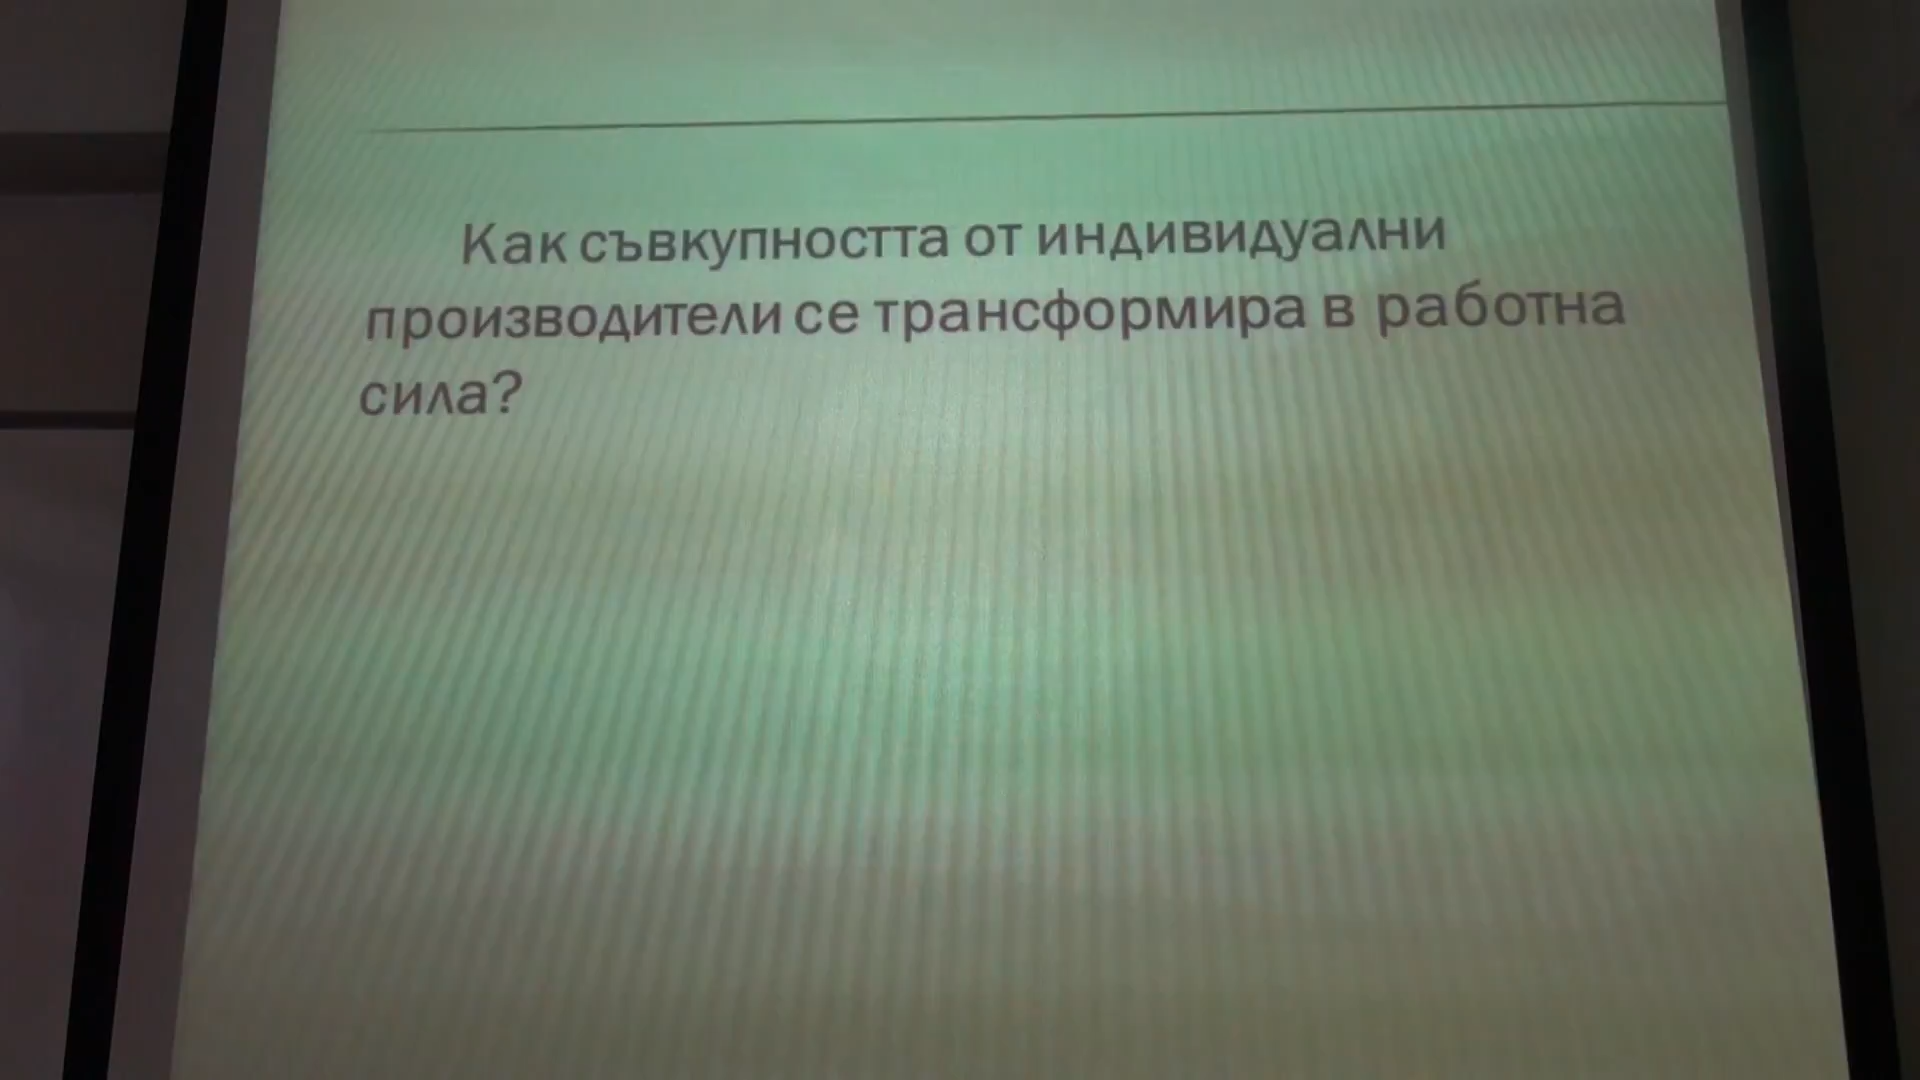 Как съвкупността от индивидуални
производители се трансформира в работна
сила?